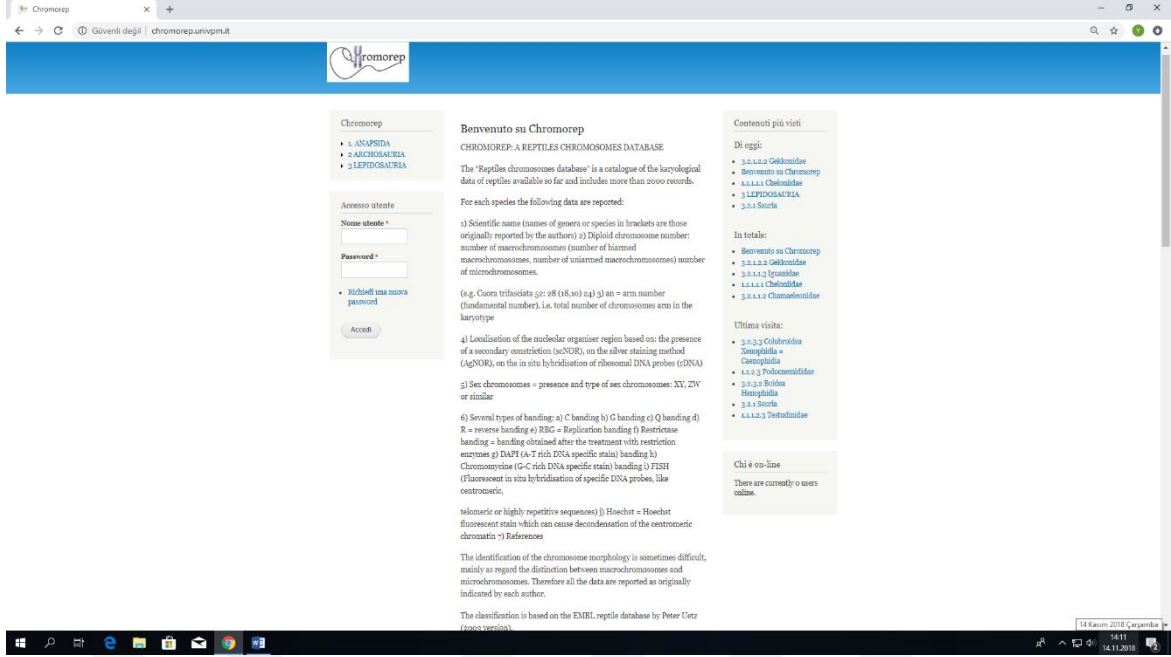 Chromorep
Güvenli değil | chromorep.univpm.it
Chromorep
Chromorep
1. ANAPSIDA
2 ARCHOSAURIA
3 LEPIDOSAURIA
Accesso utente
Nome utente *
Password *
Richiedi una nuova
password
Accedi
Benvenuto su Chromorep
CHROMOREP: A REPTILES CHROMOSOMES DATABASE
The "Reptiles chromosomes database" is a catalogue of the karyological
data of reptiles available so far and includes more than 2000 records.
For each species the following data are reported:
1) Scientific name (names of genera or species in brackets are those
originally reported by the authors) 2) Diploid chromosome number:
number of macrochromosomes (number of biarmed
macrochromosomes, number of uniarmed macrochromosomes) number
of microchromosomes.
(e.g. Cuora trifasciata 52: 28 (18,10) 24) 3) an = arm number
(fundamental number), i.e. total number of chromosomes arm in the
karyotype
4) Localisation of the nucleolar organiser region based on: the presence
of a secondary constriction (scNOR), on the silver staining method
(AgNOR), on the in situ hybridisation of ribosomal DNA probes (rDNA)
5) Sex chromosomes = presence and type of sex chromosomes: XY, ZW
or similar
6) Several types of banding: a) C banding b) G banding c) Q banding d)
R = reverse banding e) RBG = Replication banding f) Restrictase
banding = banding obtained after the treatment with restriction
enzymes g) DAPI (A-T rich DNA specific stain) banding h)
Chromomycine (G-C rich DNA specific stain) banding i) FISH
(Fluorescent in situ hybridisation of specific DNA probes, like
centromeric,
telomeric or highly repetitive sequences) j) Hoechst = Hoechst
fluorescent stain which can cause decondensation of the centromeric
chromatin 7) References
The identification of the chromosome morphology is sometimes difficult,
mainly as regard the distinction between macrochromosomes and
microchromosomes. Therefore all the data are reported as originally
indicated by each author.
The classification is based on the EMBL reptile database by Peter Uetz
(2003 version).
Contenuti più visti
Di oggi:
3.2.1.2.2 Gekkonidae
Benvenuto su Chromorep
1.1.1.1.1 Cheloniidae
3 LEPIDOSAURIA
3.2.1 Sauria
In totale:
Benvenuto su Chromorep
3.2.1.2.2 Gekkonidae
3.2.1.1.3 Iguanidae
1.1.1.1.1 Cheloniidae
3.2.1.1.2 Chamaeleonidae
Ultima visita:
3.2.3.3 Colubroidea
Xenophidia =
Caenophidia
1.1.2.3 Podocnemididae
3.2.3.2 Boidea
Henophidia
3.2.1 Sauria
1.1.1.2.3 Testudinidae
Chi è on-line
There are currently 0 users
online.
14 Kasım 2018 Çarşamba
14:11
14.11.2018